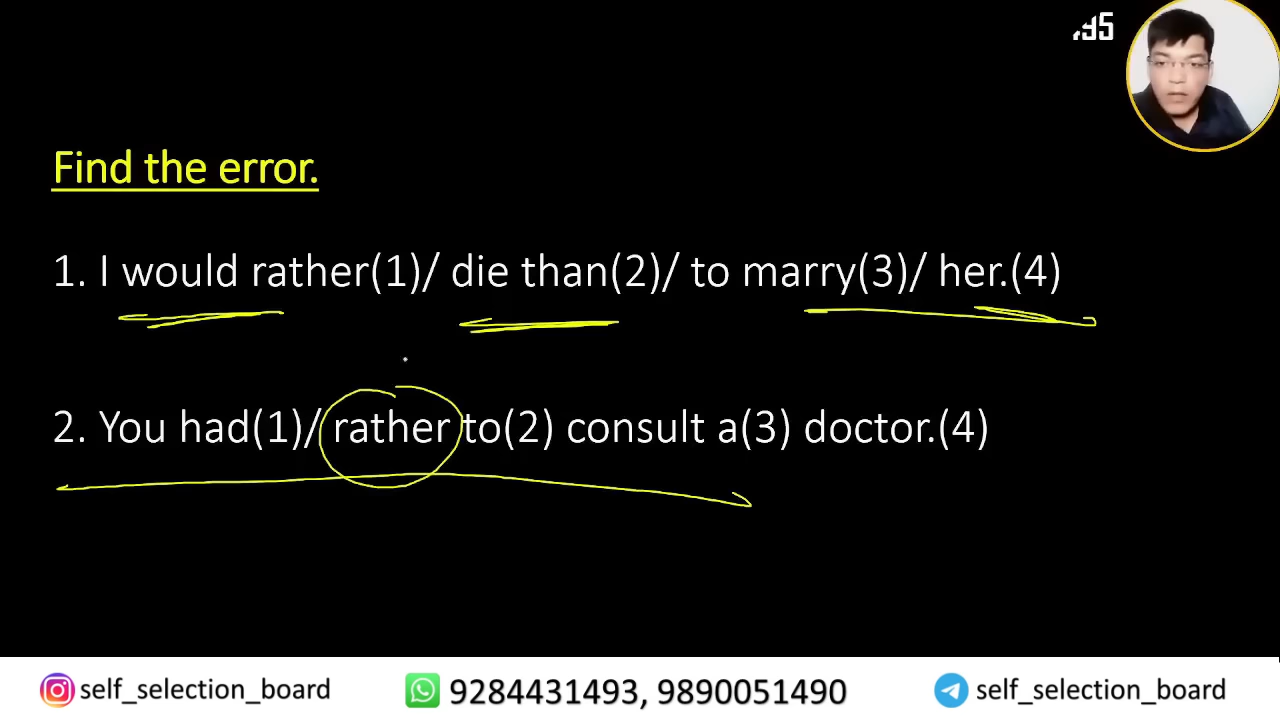 Find the error.
1. I would rather(1)/ die than(2)/ to marry(3)/ her.(4)
2. You had(1)/ rather to(2) consult a(3) doctor.(4)
self_selection_board 9284431493, 9890051490 self_selection_board